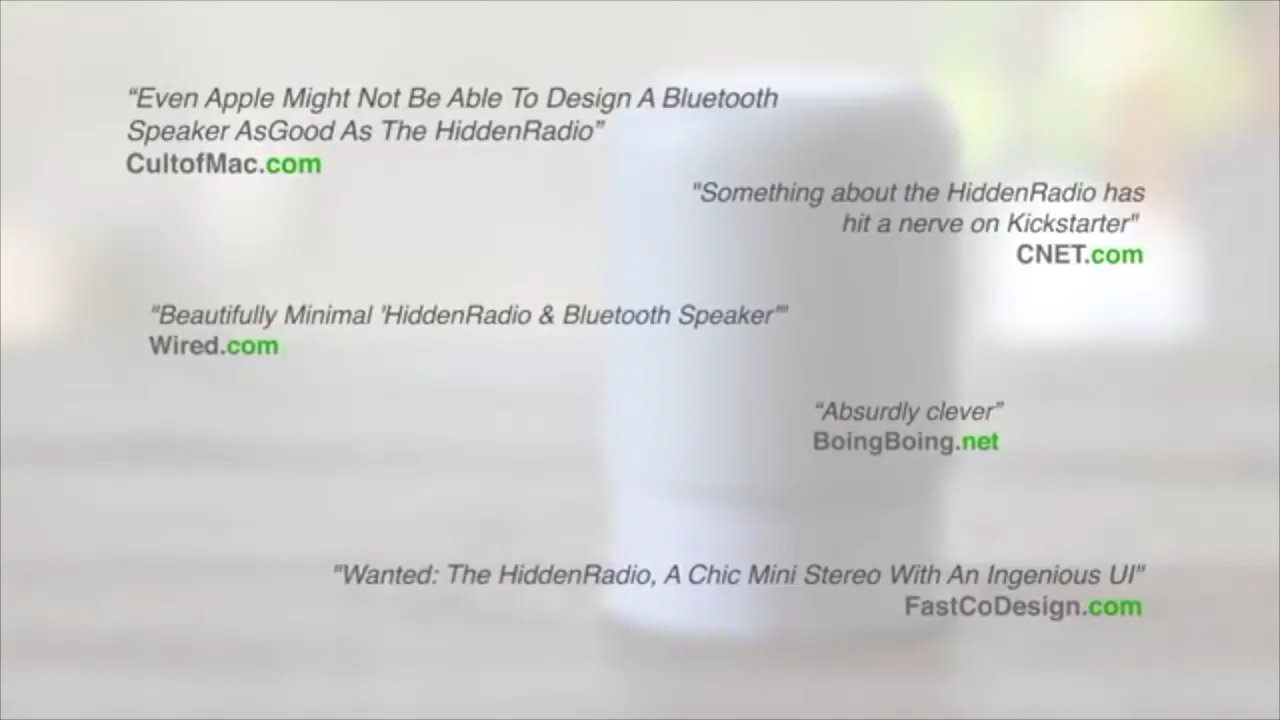 “Even Apple Might Not Be Able To Design A Bluetooth
Speaker AsGood As The HiddenRadio”
CultofMac.com
"Something about the HiddenRadio has
hit a nerve on Kickstarter"
CNET.com
"Beautifully Minimal 'HiddenRadio & Bluetooth Speaker'"
Wired.com
“Absurdly clever”
BoingBoing.net
"Wanted: The HiddenRadio, A Chic Mini Stereo With An Ingenious UI"
FastCoDesign.com